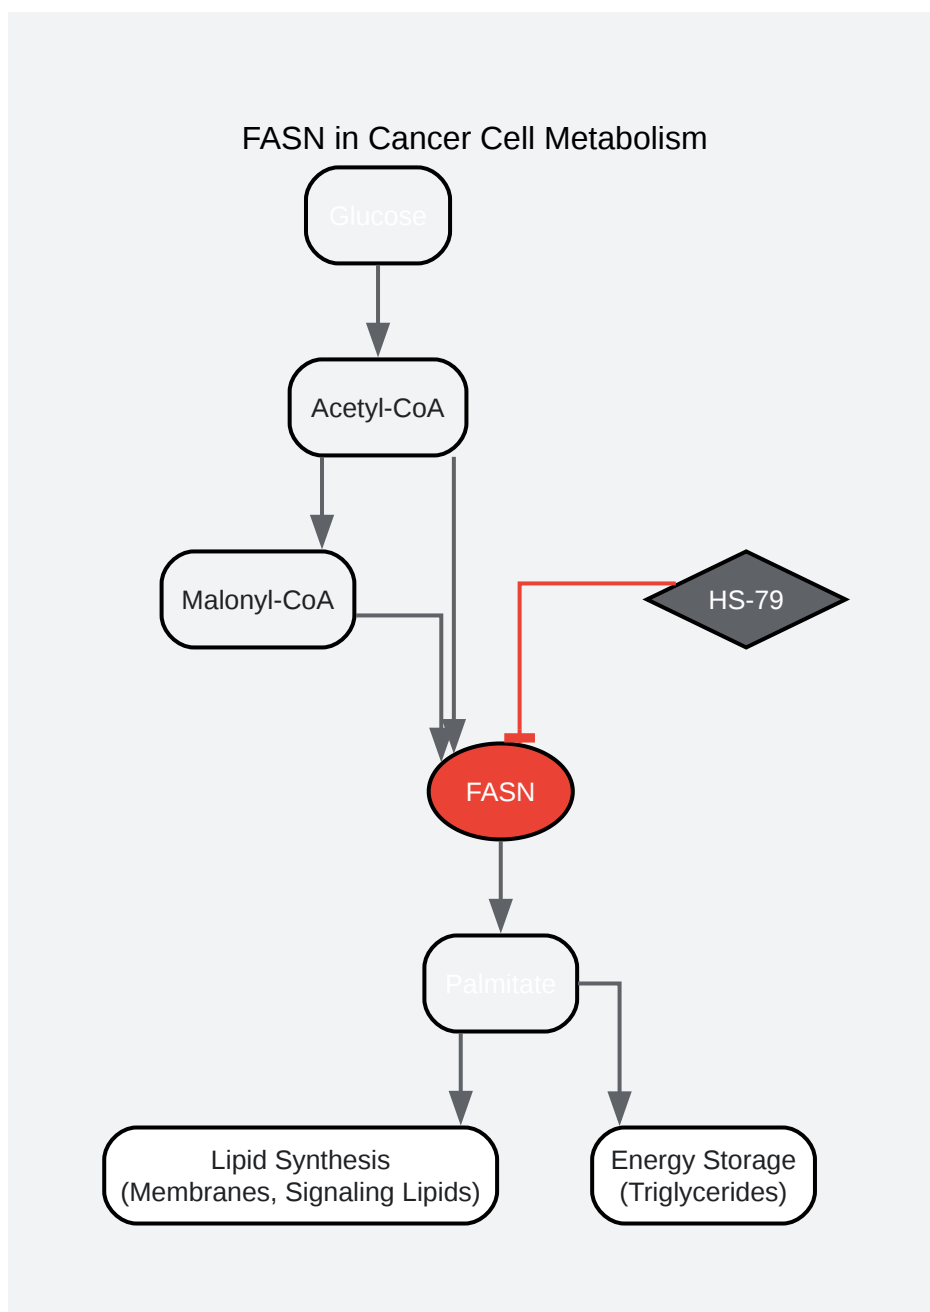 FASN in Cancer Cell Metabolism
Glucose
Acetyl-CoA
Malonyl-CoA
HS-79
FASN
Palmitate
Lipid Synthesis
(Membranes, Signaling Lipids)
Energy Storage
(Triglycerides)